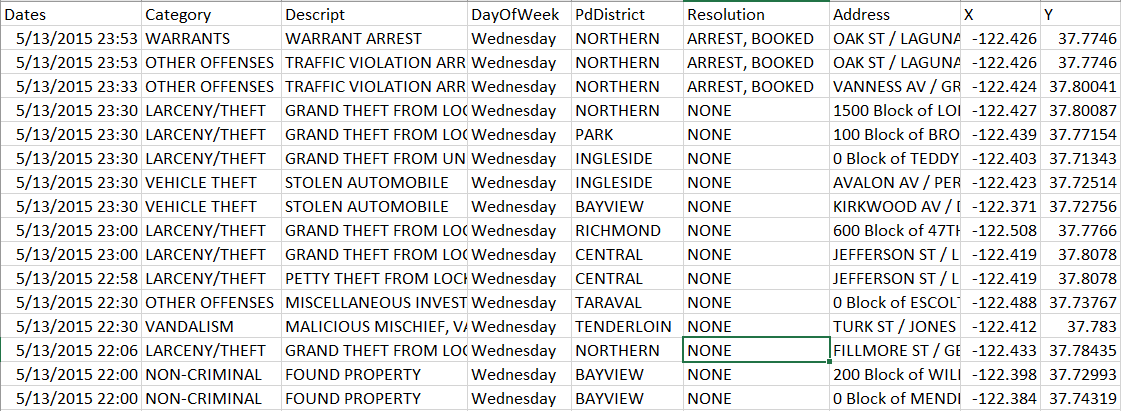 Dates Category Descript DayOfWeek PdDistrict Resolution Address X Y
5/13/2015 23:53 WARRANTS WARRANT ARREST Wednesday NORTHERN ARREST, BOOKED OAK ST / LAGUNA -122.426 37.7746
5/13/2015 23:53 OTHER OFFENSES TRAFFIC VIOLATION ARR Wednesday NORTHERN ARREST, BOOKED OAK ST / LAGUNA -122.426 37.7746
5/13/2015 23:33 OTHER OFFENSES TRAFFIC VIOLATION ARR Wednesday NORTHERN ARREST, BOOKED VANNESS AV / GR -122.424 37.80041
5/13/2015 23:30 LARCENY/THEFT GRAND THEFT FROM LOC Wednesday NORTHERN NONE 1500 Block of LOI -122.427 37.80087
5/13/2015 23:30 LARCENY/THEFT GRAND THEFT FROM LOC Wednesday PARK NONE 100 Block of BRO -122.439 37.77154
5/13/2015 23:30 LARCENY/THEFT GRAND THEFT FROM UN Wednesday INGLESIDE NONE 0 Block of TEDDY -122.403 37.71343
5/13/2015 23:30 VEHICLE THEFT STOLEN AUTOMOBILE Wednesday INGLESIDE NONE AVALON AV / PER -122.423 37.72514
5/13/2015 23:30 VEHICLE THEFT STOLEN AUTOMOBILE Wednesday BAYVIEW NONE KIRKWOOD AV / D -122.371 37.72756
5/13/2015 23:00 LARCENY/THEFT GRAND THEFT FROM LOC Wednesday RICHMOND NONE 600 Block of 47TH -122.508 37.7766
5/13/2015 23:00 LARCENY/THEFT GRAND THEFT FROM LOC Wednesday CENTRAL NONE JEFFERSON ST / L -122.419 37.8078
5/13/2015 22:58 LARCENY/THEFT PETTY THEFT FROM LOCK Wednesday CENTRAL NONE JEFFERSON ST / L -122.419 37.8078
5/13/2015 22:30 OTHER OFFENSES MISCELLANEOUS INVEST Wednesday TARAVAL NONE 0 Block of ESCOLT -122.488 37.73767
5/13/2015 22:30 VANDALISM MALICIOUS MISCHIEF, VA Wednesday TENDERLOIN NONE TURK ST / JONES -122.412 37.783
5/13/2015 22:06 LARCENY/THEFT GRAND THEFT FROM LOC Wednesday NORTHERN NONE FILLMORE ST / GE -122.433 37.78435
5/13/2015 22:00 NON-CRIMINAL FOUND PROPERTY Wednesday BAYVIEW NONE 200 Block of WILL -122.398 37.72993
5/13/2015 22:00 NON-CRIMINAL FOUND PROPERTY Wednesday BAYVIEW NONE 0 Block of MENDI -122.384 37.74319